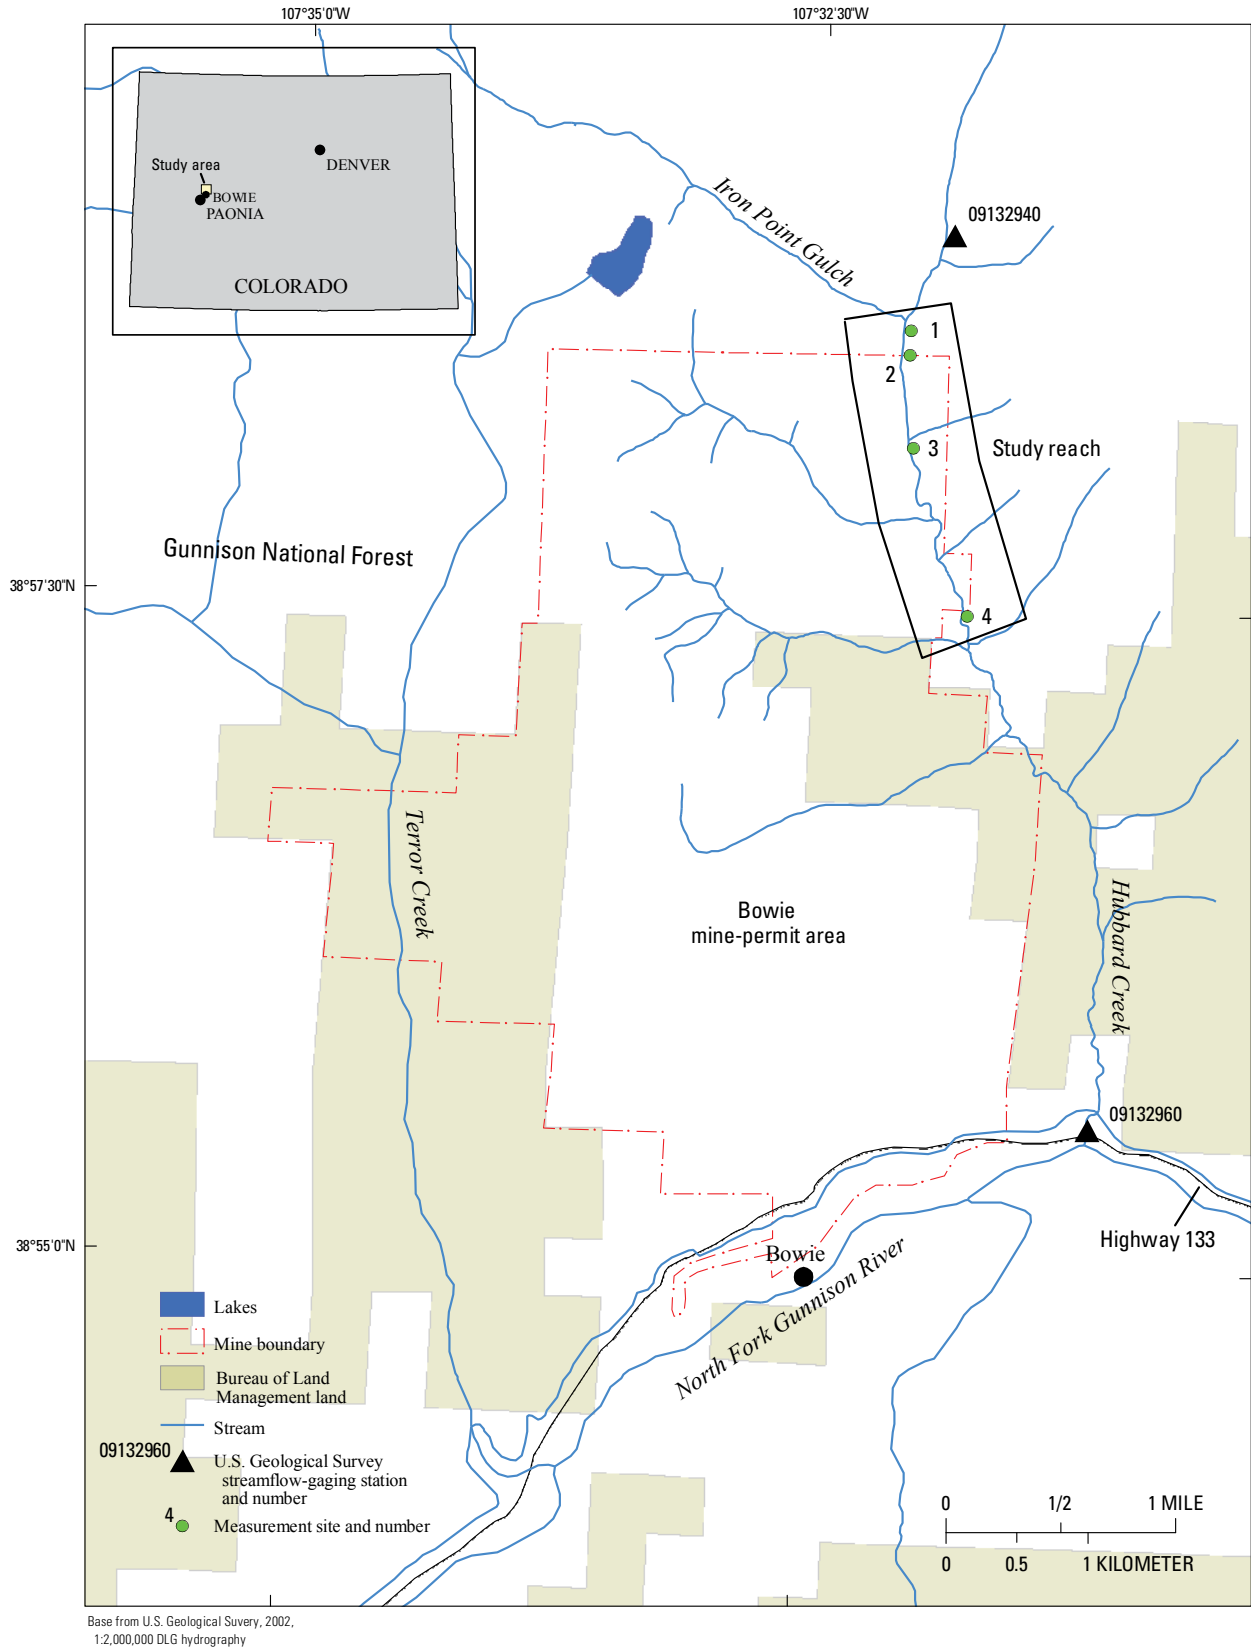 107°35'0"W
107°32'30"W
Study area
DENVER
BOWIE
PAONIA
COLORADO
Iron Point Gulch
09132940
1
2
3
Study reach
Gunnison National Forest
38°57'30"N
4
Terror Creek
Bowie
mine-permit area
Hubbard Creek
09132960
Highway 133
38°55'0"N
Bowie
North Fork Gunnison River
Lakes
Mine boundary
Bureau of Land
Management land
Stream
09132960
U.S. Geological Survey
streamflow-gaging station
and number
4
Measurement site and number
0 1/2 1 MILE
0 0.5 1 KILOMETER
Base from U.S. Geological Suvery, 2002,
1:2,000,000 DLG hydrography